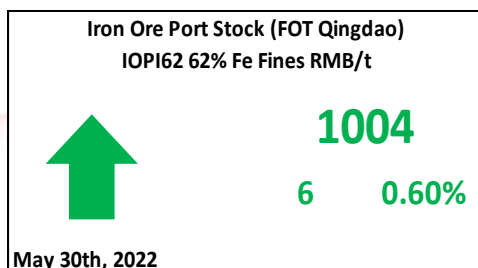 Iron Ore Port Stock (FOT Qingdao)
IOPI62 62% Fe Fines RMB/t
1004
6 0.60%
May 30th, 2022